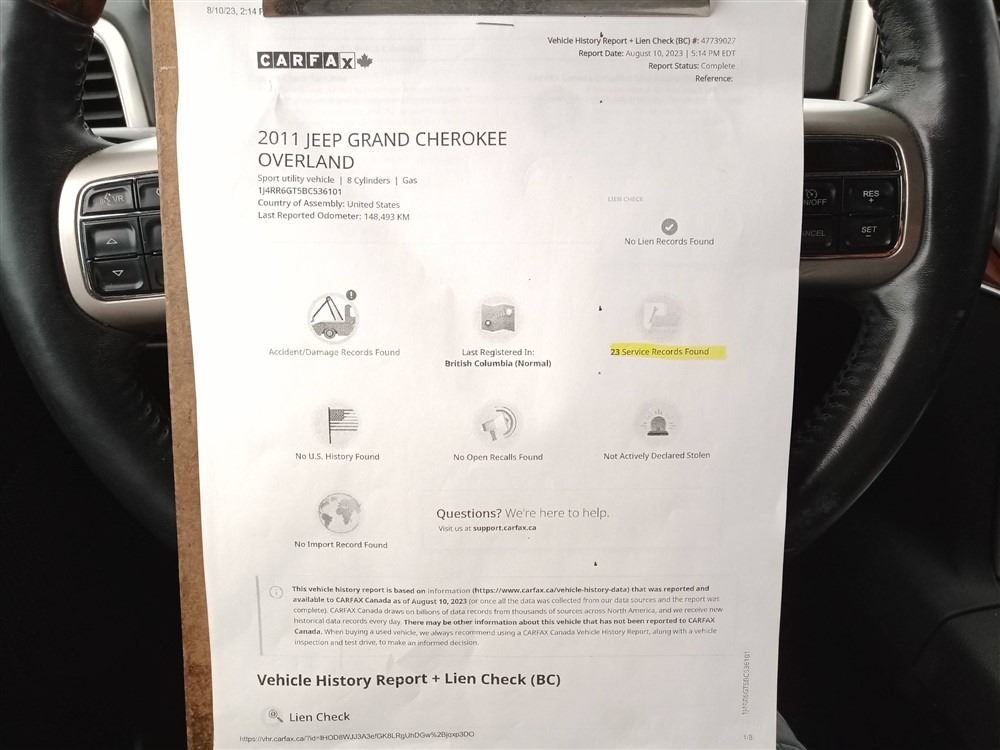 8/10/23, 2:14 P
Vehicle History Report + Lien Check (BC) #: 47739027
Report Date: August 10, 2023 | 5:14 PM EDT
Report Status: Complete
Reference:
CARFAX
2011 JEEP GRAND CHEROKEE
OVERLAND
Sport utility vehicle | 8 Cylinders | Gas
1J4RR6GT5BC536101
Country of Assembly: United States
Last Reported Odometer: 148,493 KM
LIEN CHECK
No Lien Records Found
VR
RES
+
SET
-
Accident/Damage Records Found
Last Registered In:
British Columbia (Normal)
23 Service Records Found
No U.S. History Found
No Open Recalls Found
Not Actively Declared Stolen
No Import Record Found
Questions? We're here to help.
Visit us at support.carfax.ca
This vehicle history report is based on information (https://www.carfax.ca/vehicle-history-data) that was reported and
available to CARFAX Canada as of August 10, 2023 (or once all the data was collected from our data sources and the report was
complete). CARFAX Canada draws on billions of data records from thousands of sources across North America, and we receive new
historical data records every day. There may be other information about this vehicle that has not been reported to CARFAX
Canada. When buying a used vehicle, we always recommend using a CARFAX Canada Vehicle History Report, along with a vehicle
inspection and test drive, to make an informed decision.
Vehicle History Report + Lien Check (BC)
Lien Check
1J4RR6GT5BC536101
1/8